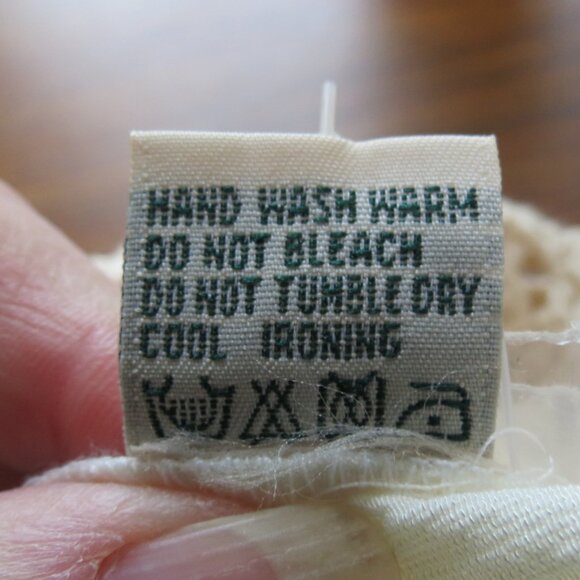 HAND WASH WARM
DO NOT BLEACH
DO NOT TUMBLE DRY
COOL IRONING